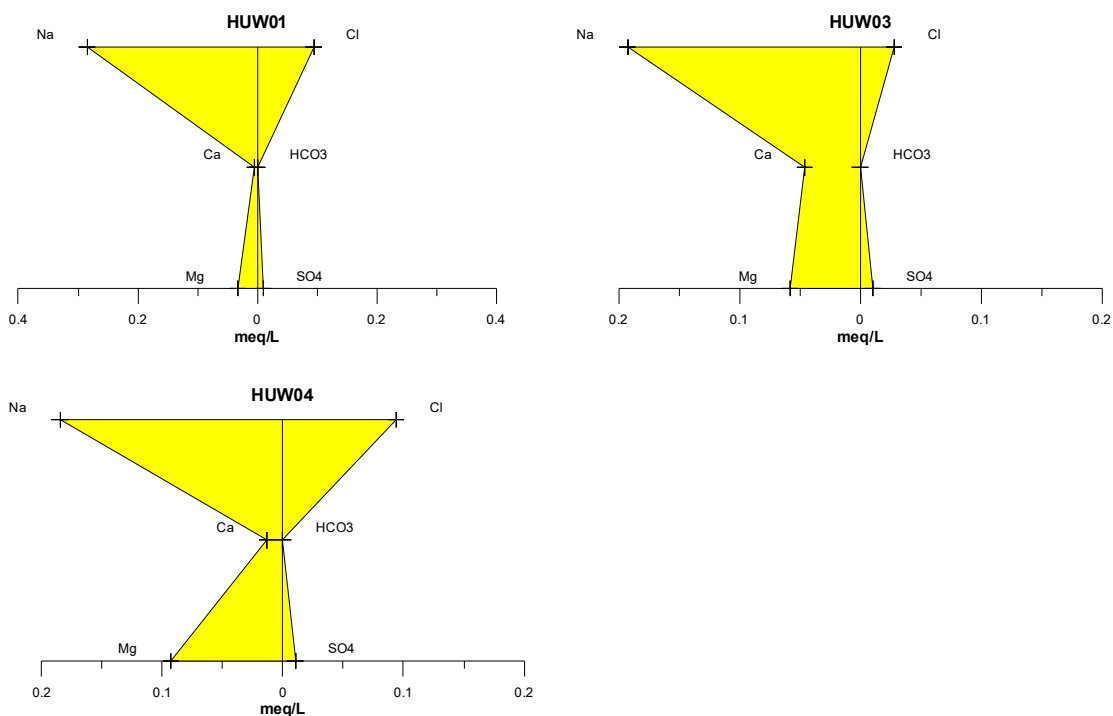 HUW01
Na Cl
Ca HCO3
Mg SO4
0.4 0.2 0 0.2 0.4
meq/L
HUW03
Na Cl
Ca HCO3
Mg SO4
0.2 0.1 0 0.1 0.2
meq/L
HUW04
Na Cl
Ca HCO3
Mg SO4
0.2 0.1 0 0.1 0.2
meq/L